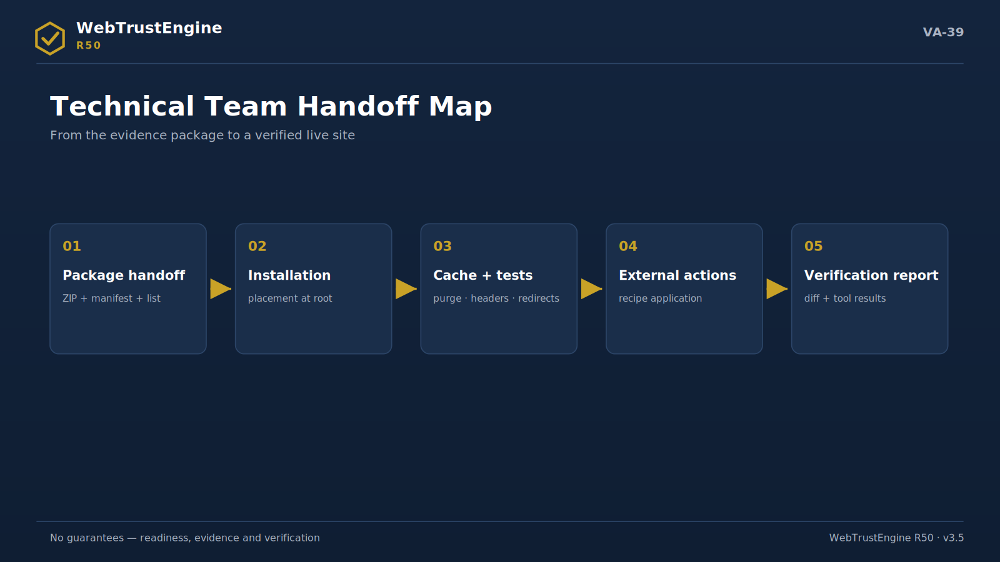 WebTrustEngine
R50
VA-39
Technical Team Handoff Map
From the evidence package to a verified live site
01
Package handoff
ZIP + manifest + list
02
Installation
placement at root
03
Cache + tests
purge · headers · redirects
04
External actions
recipe application
05
Verification report
diff + tool results
No guarantees — readiness, evidence and verification
WebTrustEngine R50 · v3.5